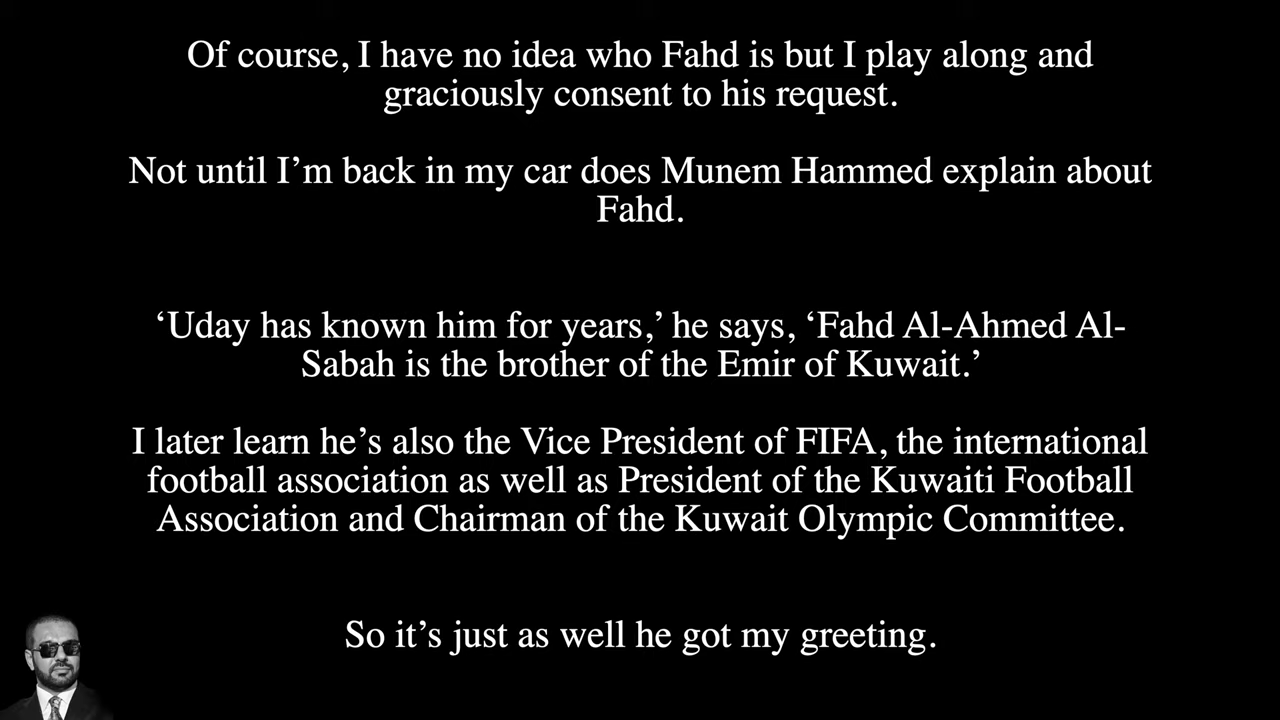 Of course, I have no idea who Fahd is but I play along and
graciously consent to his request.
Not until I’m back in my car does Munem Hammed explain about
Fahd.
‘Uday has known him for years,’ he says, ‘Fahd Al-Ahmed Al-
Sabah is the brother of the Emir of Kuwait.’
I later learn he’s also the Vice President of FIFA, the international
football association as well as President of the Kuwaiti Football
Association and Chairman of the Kuwait Olympic Committee.
So it’s just as well he got my greeting.